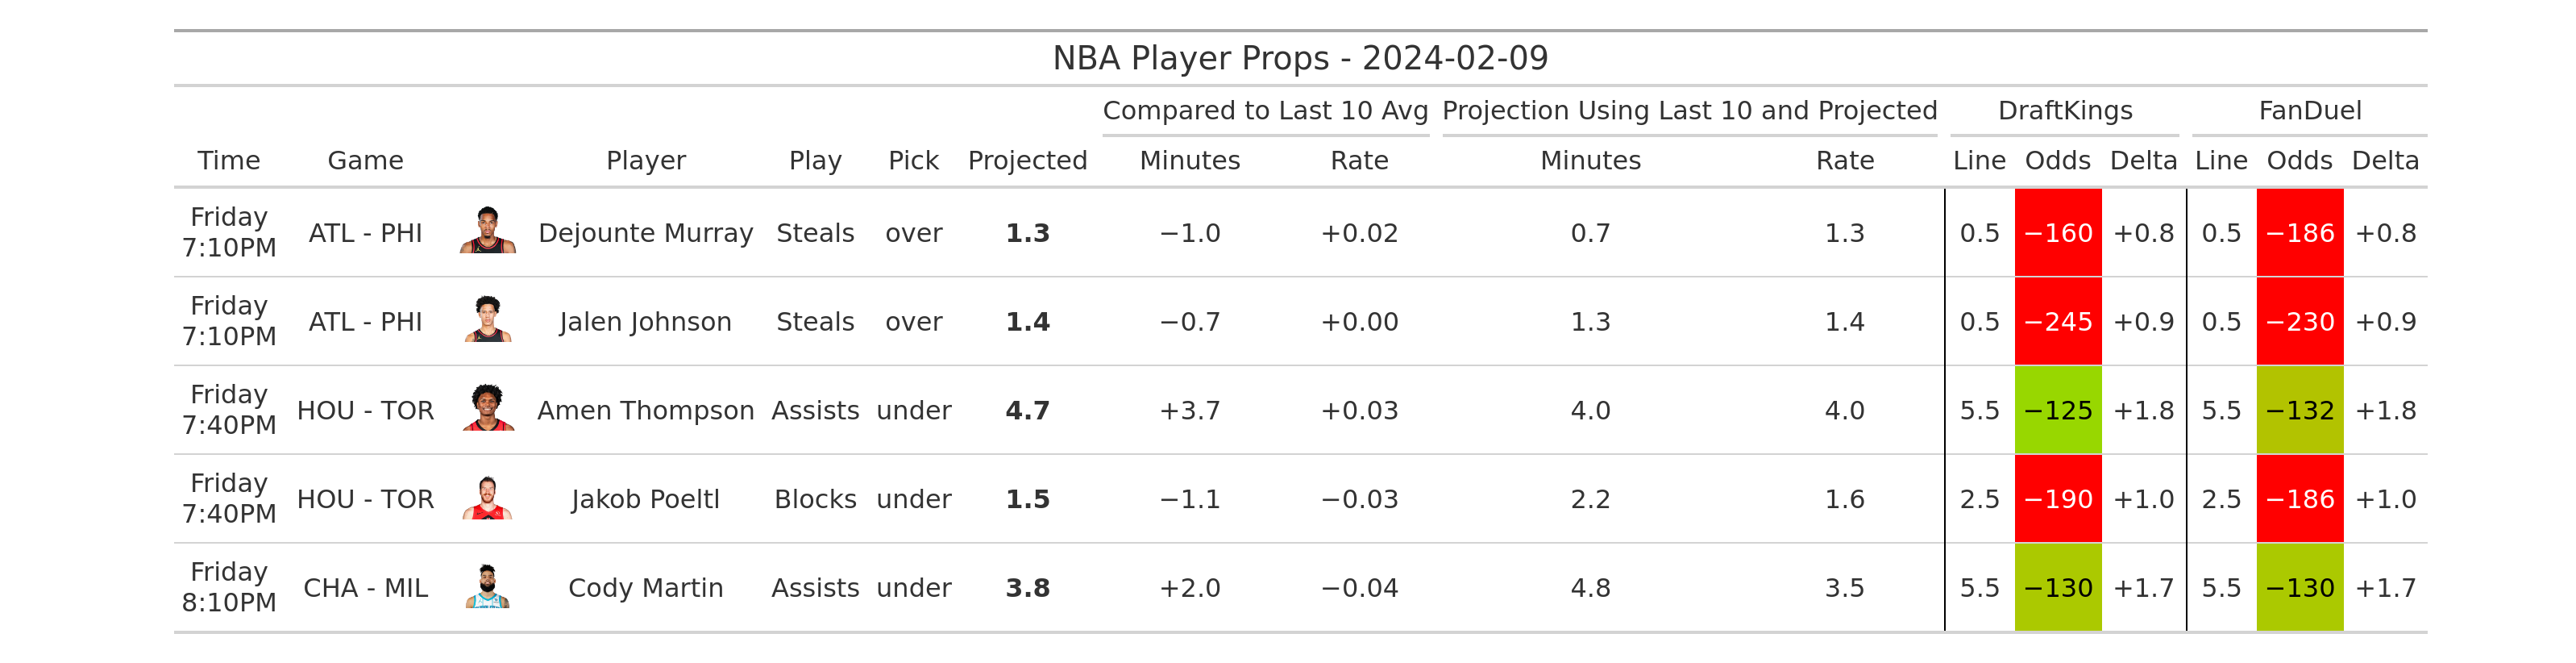 NBA Player Props - 2024-02-09
Compared to Last 10 Avg Projection Using Last 10 and Projected DraftKings FanDuel
Time Game Player Play Pick Projected Minutes Rate Minutes Rate Line Odds Delta Line Odds Delta
Friday
7:10PM ATL - PHI Dejounte Murray Steals over 1.3 −1.0 +0.02 0.7 1.3 0.5 −160 +0.8 0.5 −186 +0.8
Friday
7:10PM ATL - PHI Jalen Johnson Steals over 1.4 −0.7 +0.00 1.3 1.4 0.5 −245 +0.9 0.5 −230 +0.9
Friday
7:40PM HOU - TOR Amen Thompson Assists under 4.7 +3.7 +0.03 4.0 4.0 5.5 −125 +1.8 5.5 −132 +1.8
Friday
7:40PM HOU - TOR Jakob Poeltl Blocks under 1.5 −1.1 −0.03 2.2 1.6 2.5 −190 +1.0 2.5 −186 +1.0
Friday
8:10PM CHA - MIL Cody Martin Assists under 3.8 +2.0 −0.04 4.8 3.5 5.5 −130 +1.7 5.5 −130 +1.7